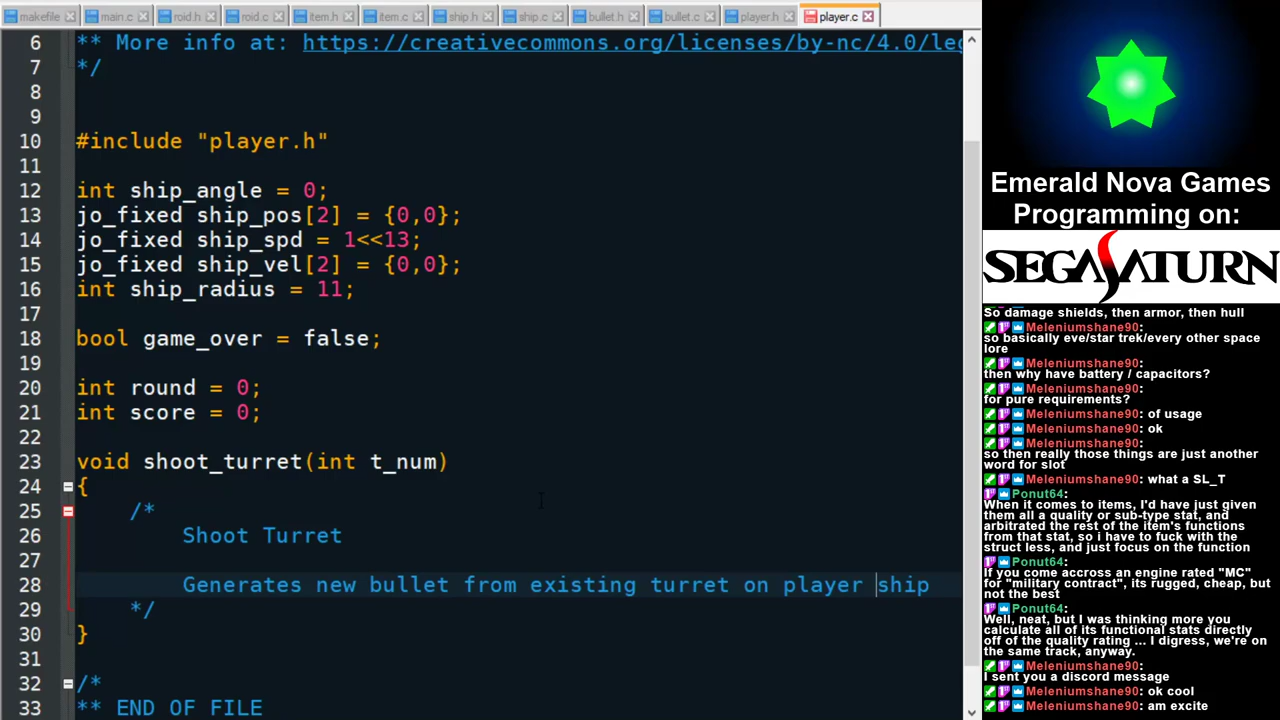 makefile main.c roid.h roid.c item.h item.c ship.h ship.c bullet.h bullet.c player.h player.c
6 ** More info at: https://creativecommons.org/licenses/by-nc/4.0/leg
7 */
8
9
10 #include "player.h"
11
12 int ship_angle = 0;
13 jo_fixed ship_pos[2] = {0,0};
14 jo_fixed ship_spd = 1<<13;
15 jo_fixed ship_vel[2] = {0,0};
16 int ship_radius = 11;
17
18 bool game_over = false;
19
20 int round = 0;
21 int score = 0;
22
23 void shoot_turret(int t_num)
24 {
25 /*
26 Shoot Turret
27
28 Generates new bullet from existing turret on player ship
29 */
30 }
31
32 /*
33 ** END OF FILE
Emerald Nova Games
Programming on:
SEGA SATURN
So damage shields, then armor, then hull
Meleniumshane90:
so basically eve/star trek/every other space
lore
Meleniumshane90:
then why have battery / capacitors?
Meleniumshane90:
for pure requirements?
Meleniumshane90: of usage
Meleniumshane90: ok
Meleniumshane90:
so then really those things are just another
word for slot
Meleniumshane90: what a SL_T
Ponut64:
When it comes to items, I'd have just given
them all a quality or sub-type stat, and
arbitrated the rest of the item's functions
from that stat, so i have to fuck with the
struct less, and just focus on the function
Ponut64:
If you come accross an engine rated "MC"
for "military contract", its rugged, cheap, but
not the best
Ponut64:
Well, neat, but I was thinking more you
calculate all of its functional stats directly
off of the quality rating ... I digress, we're on
the same track, anyway.
Meleniumshane90:
I sent you a discord message
Meleniumshane90: ok cool
Meleniumshane90: am excite